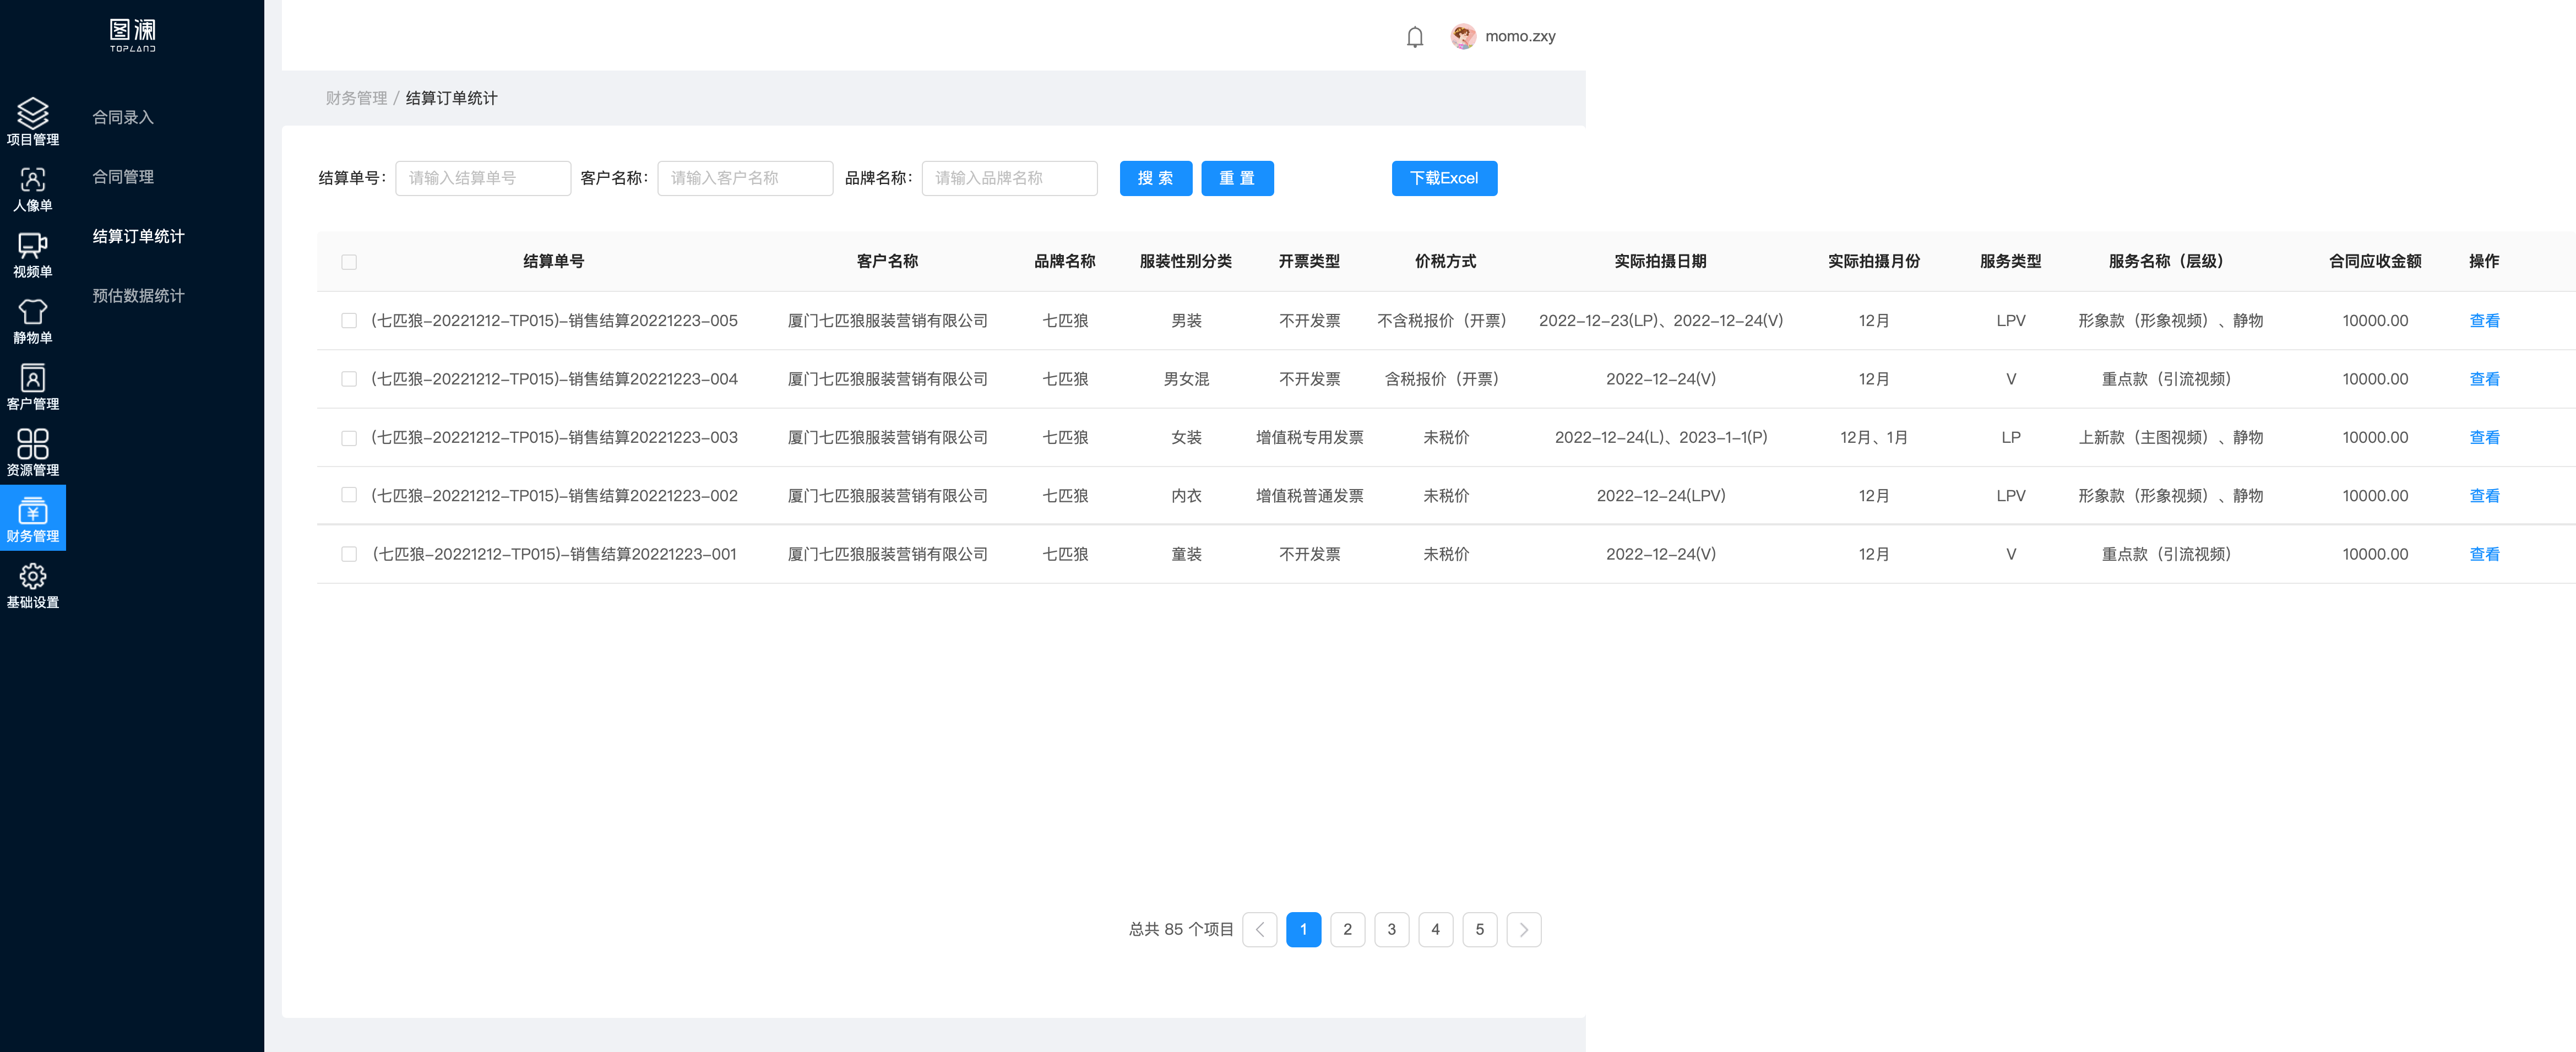 图澜
TOPLAND
momo.zxy
项目管理
人像单
视频单
静物单
客户管理
资源管理
财务管理
基础设置
合同录入
合同管理
结算订单统计
预估数据统计
财务管理 / 结算订单统计
结算单号： 请输入结算单号 客户名称： 请输入客户名称 品牌名称： 请输入品牌名称 搜 索 重 置 下载Excel
结算单号 客户名称 品牌名称 服装性别分类 开票类型 价税方式 实际拍摄日期 实际拍摄月份 服务类型 服务名称（层级） 合同应收金额 操作
(七匹狼-20221212-TP015)-销售结算20221223-005 厦门七匹狼服装营销有限公司 七匹狼 男装 不开发票 不含税报价（开票） 2022-12-23(LP)、2022-12-24(V) 12月 LPV 形象款（形象视频）、静物 10000.00 查看
(七匹狼-20221212-TP015)-销售结算20221223-004 厦门七匹狼服装营销有限公司 七匹狼 男女混 不开发票 含税报价（开票） 2022-12-24(V) 12月 V 重点款（引流视频） 10000.00 查看
(七匹狼-20221212-TP015)-销售结算20221223-003 厦门七匹狼服装营销有限公司 七匹狼 女装 增值税专用发票 未税价 2022-12-24(L)、2023-1-1(P) 12月、1月 LP 上新款（主图视频）、静物 10000.00 查看
(七匹狼-20221212-TP015)-销售结算20221223-002 厦门七匹狼服装营销有限公司 七匹狼 内衣 增值税普通发票 未税价 2022-12-24(LPV) 12月 LPV 形象款（形象视频）、静物 10000.00 查看
(七匹狼-20221212-TP015)-销售结算20221223-001 厦门七匹狼服装营销有限公司 七匹狼 童装 不开发票 未税价 2022-12-24(V) 12月 V 重点款（引流视频） 10000.00 查看
总共 85 个项目 1 2 3 4 5